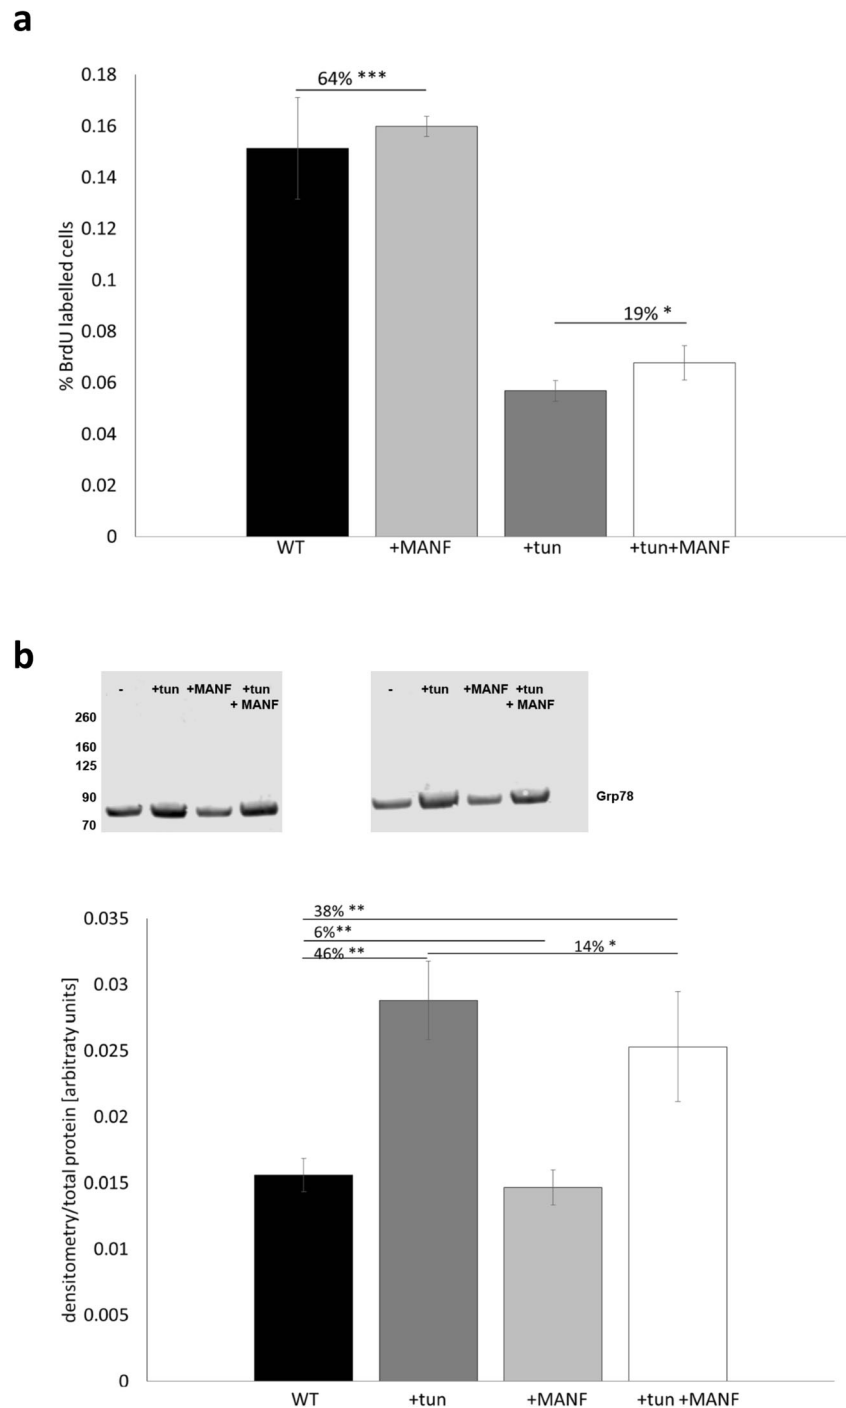 a
0.18
64% ***
0.16
0.14
0.12
0.1
0.08
0.06
0.04
0.02
0
% BrdU labelled cells
19% *
WT +MANF +tun +tun+MANF
b
- +tun +MANF +tun
+ MANF
260
160
125
90
70
- +tun +MANF +tun
+ MANF
Grp78
38% **
6%**
46% **
14% *
0.035
0.03
0.025
0.02
0.015
0.01
0.005
0
densitometry/total protein [arbitraty units]
WT +tun +MANF +tun +MANF